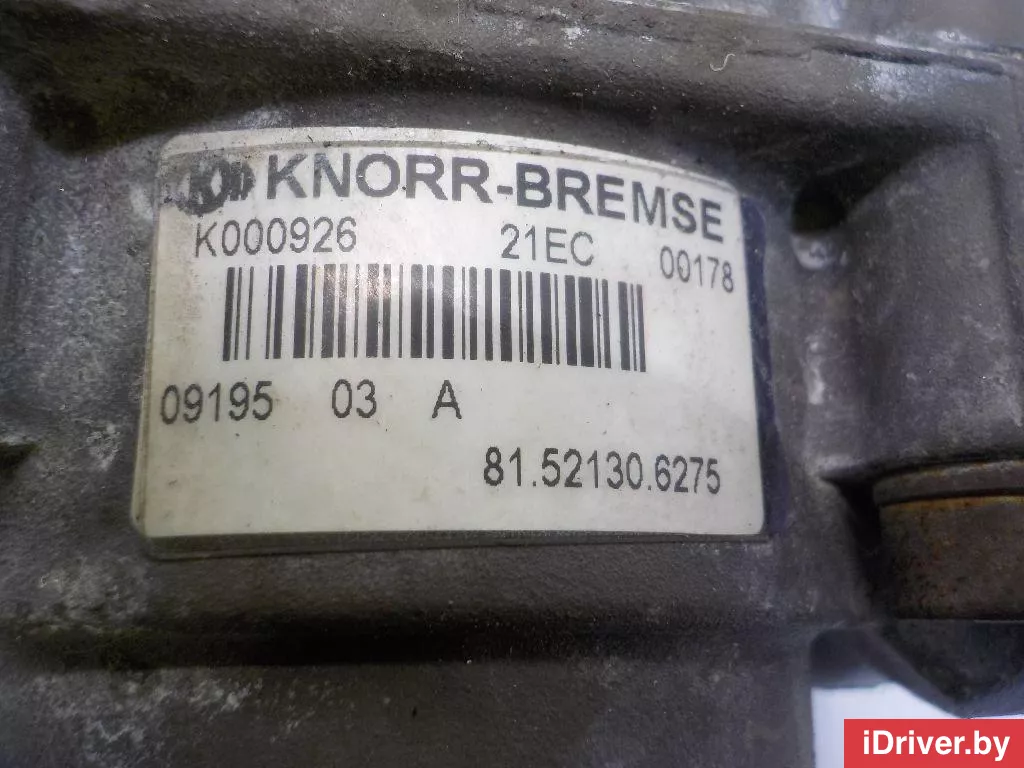 KNORR-BREMSE
K000926 21EC 00178
09195 03 A
81.52130.6275
iDriver.by